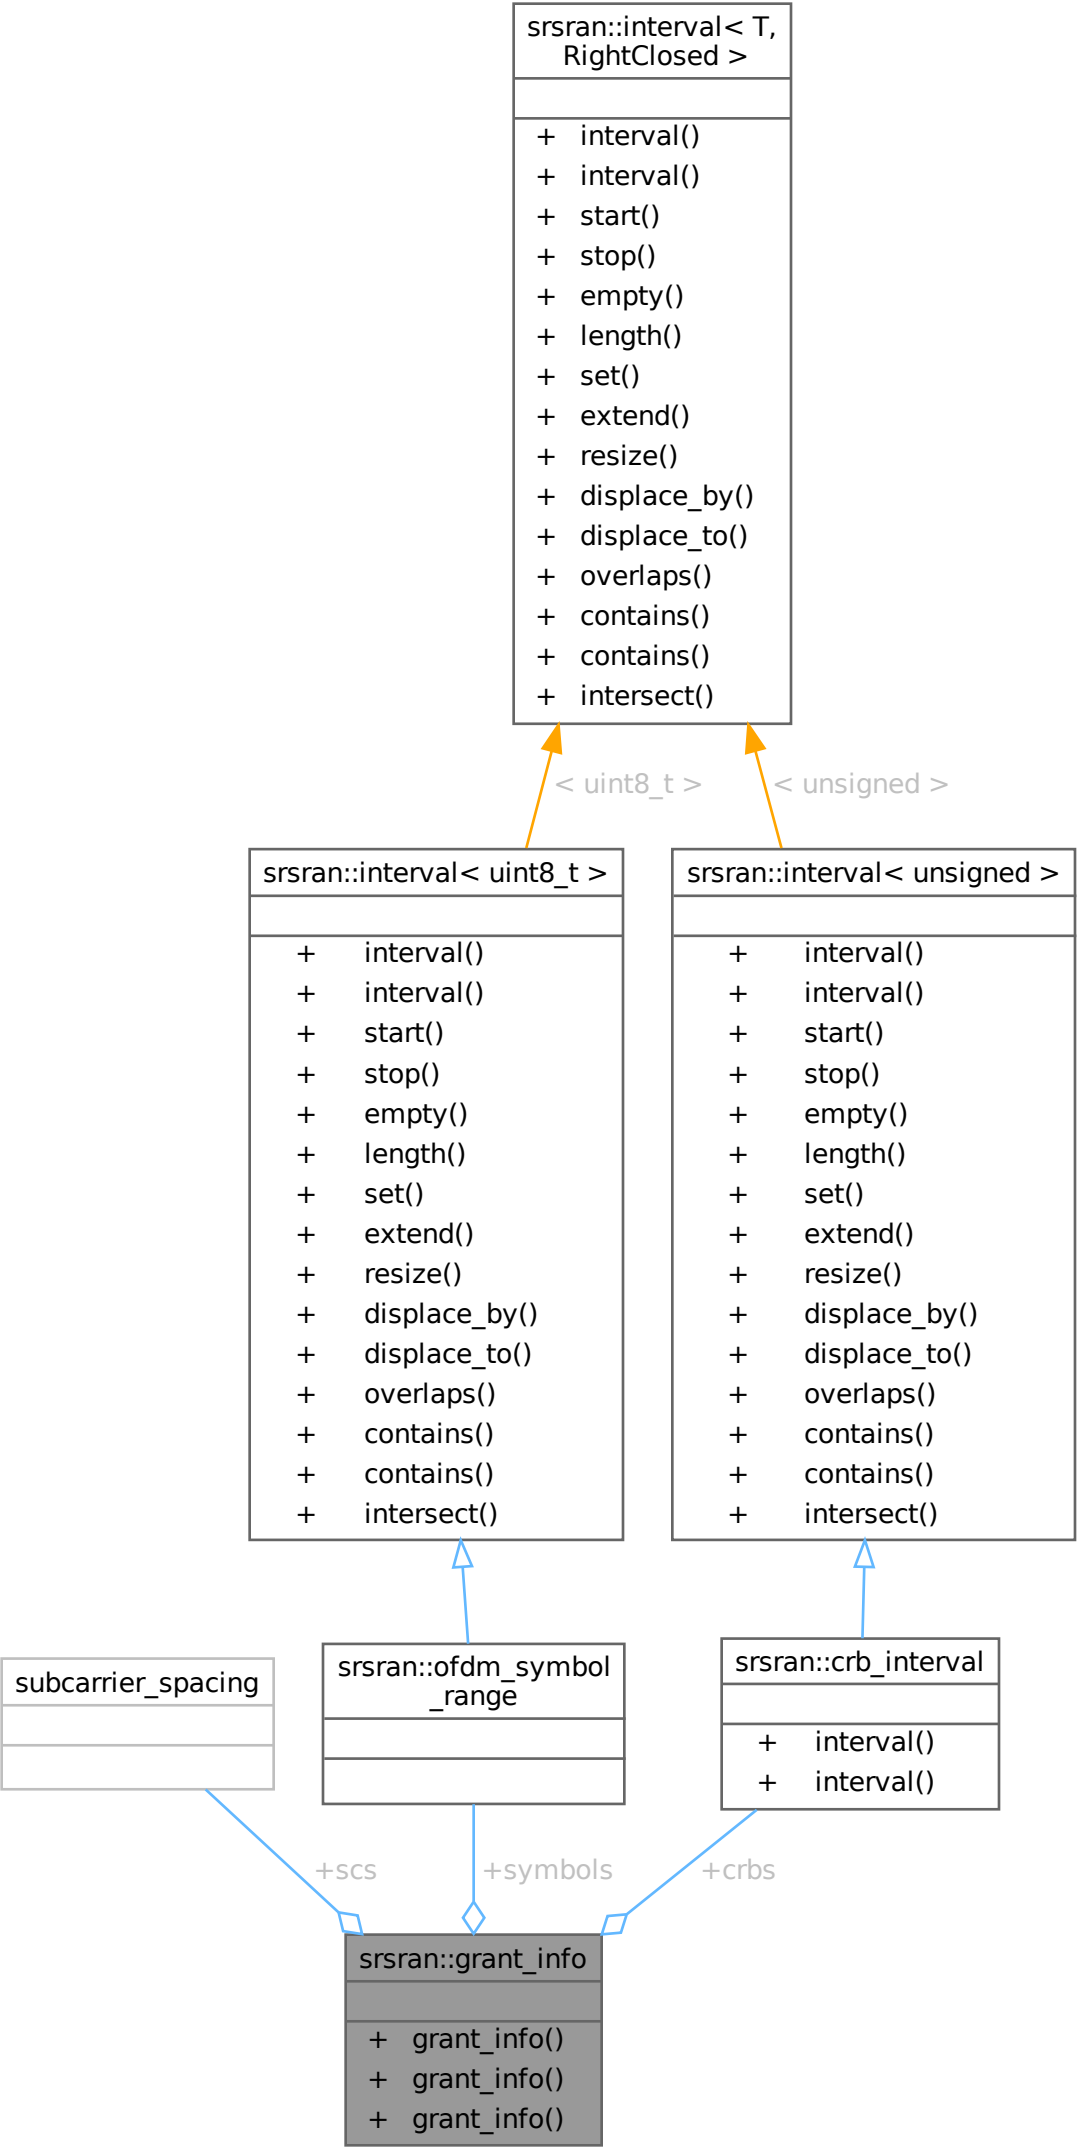 srsran::interval< T,
RightClosed >
+ interval()
+ interval()
+ start()
+ stop()
+ empty()
+ length()
+ set()
+ extend()
+ resize()
+ displace_by()
+ displace_to()
+ overlaps()
+ contains()
+ contains()
+ intersect()
< uint8_t >
< unsigned >
srsran::interval< uint8_t >
+ interval()
+ interval()
+ start()
+ stop()
+ empty()
+ length()
+ set()
+ extend()
+ resize()
+ displace_by()
+ displace_to()
+ overlaps()
+ contains()
+ contains()
+ intersect()
srsran::interval< unsigned >
+ interval()
+ interval()
+ start()
+ stop()
+ empty()
+ length()
+ set()
+ extend()
+ resize()
+ displace_by()
+ displace_to()
+ overlaps()
+ contains()
+ contains()
+ intersect()
subcarrier_spacing
srsran::ofdm_symbol
_range
srsran::crb_interval
+ interval()
+ interval()
+scs
+symbols
+crbs
srsran::grant_info
+ grant_info()
+ grant_info()
+ grant_info()